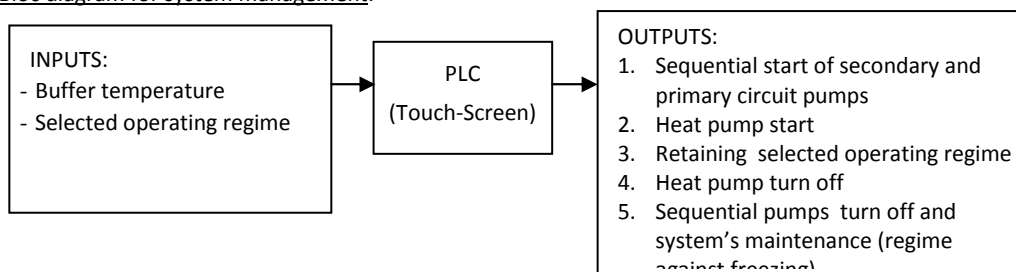 Bloc diagram for system management:
INPUTS:
- Buffer temperature
- Selected operating regime
PLC
(Touch-Screen)
OUTPUTS:
1. Sequential start of secondary and
primary circuit pumps
2. Heat pump start
3. Retaining selected operating regime
4. Heat pump turn off
5. Sequential pumps turn off and
system’s maintenance (regime
against freezing)